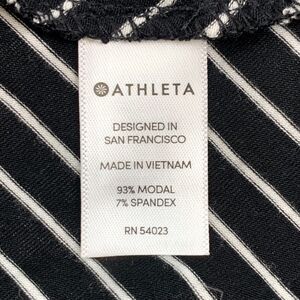 ATHLETA
DESIGNED IN
SAN FRANCISCO
MADE IN VIETNAM
93% MODAL
7% SPANDEX
RN 54023